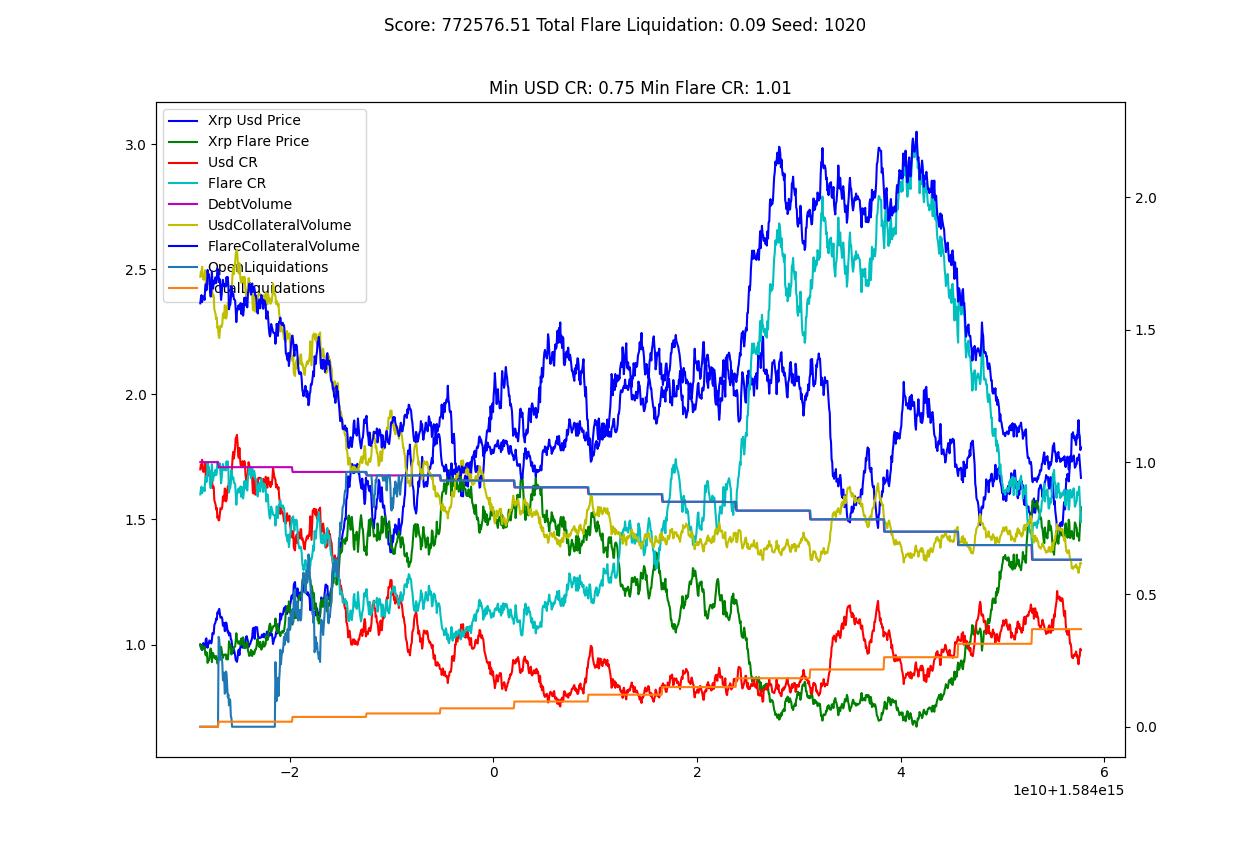 Score: 772576.51 Total Flare Liquidation: 0.09 Seed: 1020
Min USD CR: 0.75 Min Flare CR: 1.01
Xrp Usd Price
Xrp Flare Price
Usd CR
Flare CR
DebtVolume
UsdCollateralVolume
FlareCollateralVolume
OpenLiquidations
TotalLiquidations
3.0
2.5
2.0
1.5
1.0
2.0
1.5
1.0
0.5
0.0
−2
0
2
4
6
1e10+1.584e15